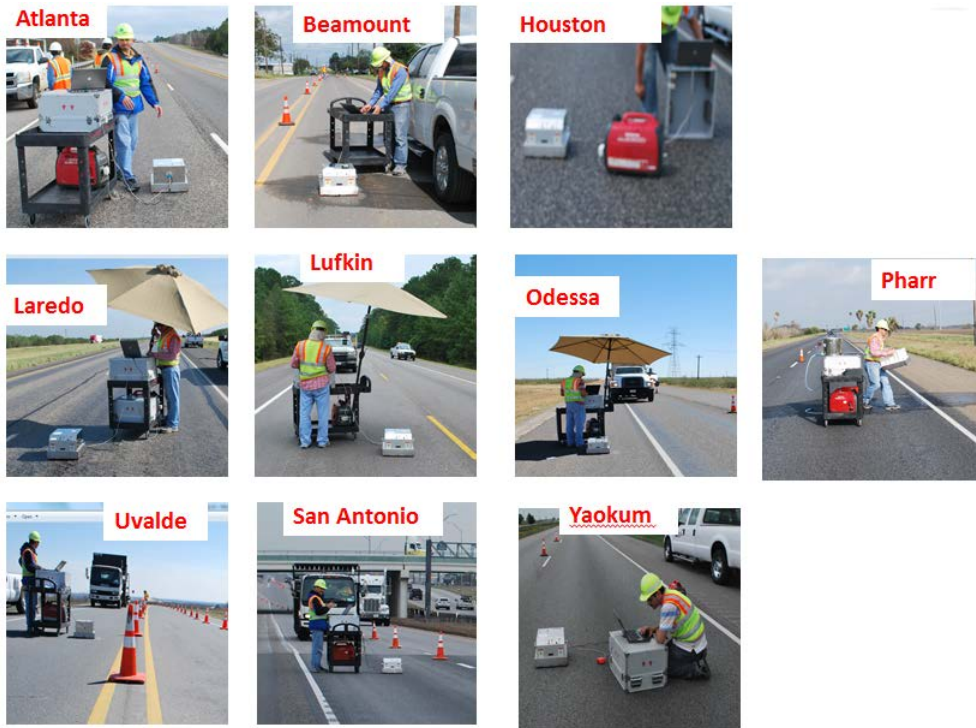 Atlanta
Beamount
Houston
Laredo
Lufkin
Odessa
Pharr
Uvalde
San Antonio
Yaokum